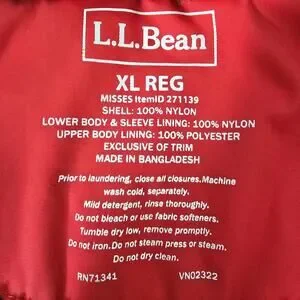 L.L.Bean
XL REG
MISSES ItemID 271139
SHELL: 100% NYLON
LOWER BODY & SLEEVE LINING: 100% NYLON
UPPER BODY LINING: 100% POLYESTER
EXCLUSIVE OF TRIM
MADE IN BANGLADESH
Prior to laundering, close all closures.Machine
wash cold, separately.
Mild detergent, rinse thoroughly.
Do not bleach or use fabric softeners.
Tumble dry low, remove promptly.
Do not iron.Do not steam press or steam.
Do not dry clean.
RN71341 VN02322